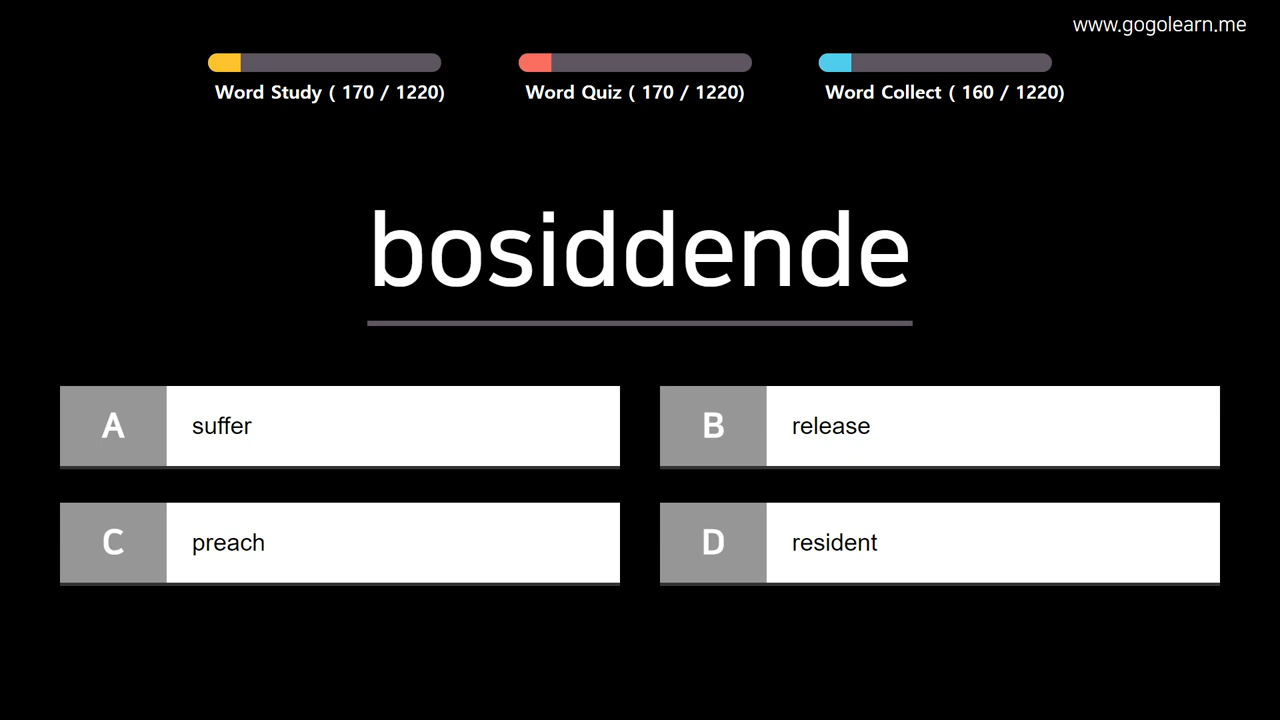 www.gogolearn.me
Word Study ( 170 / 1220)
Word Quiz ( 170 / 1220)
Word Collect ( 160 / 1220)
bosiddende
A suffer
B release
C preach
D resident